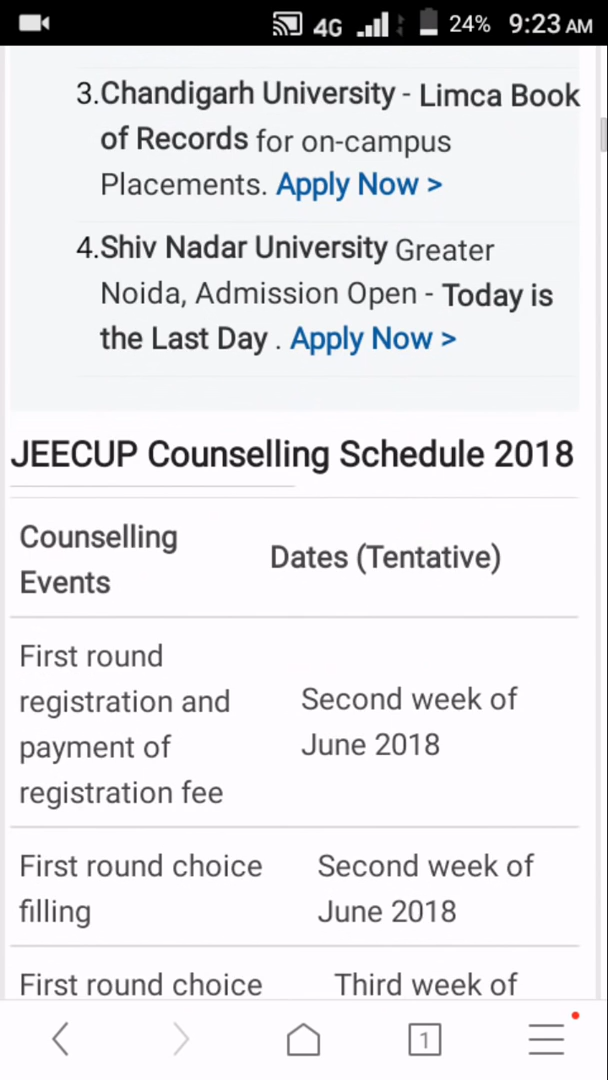 4G 24% 9:23 AM
3.Chandigarh University - Limca Book
of Records for on-campus
Placements. Apply Now >
4.Shiv Nadar University Greater
Noida, Admission Open - Today is
the Last Day . Apply Now >
JEECUP Counselling Schedule 2018
Counselling
Events
Dates (Tentative)
First round
registration and
payment of
registration fee
Second week of
June 2018
First round choice
filling
Second week of
June 2018
First round choice
Third week of
1